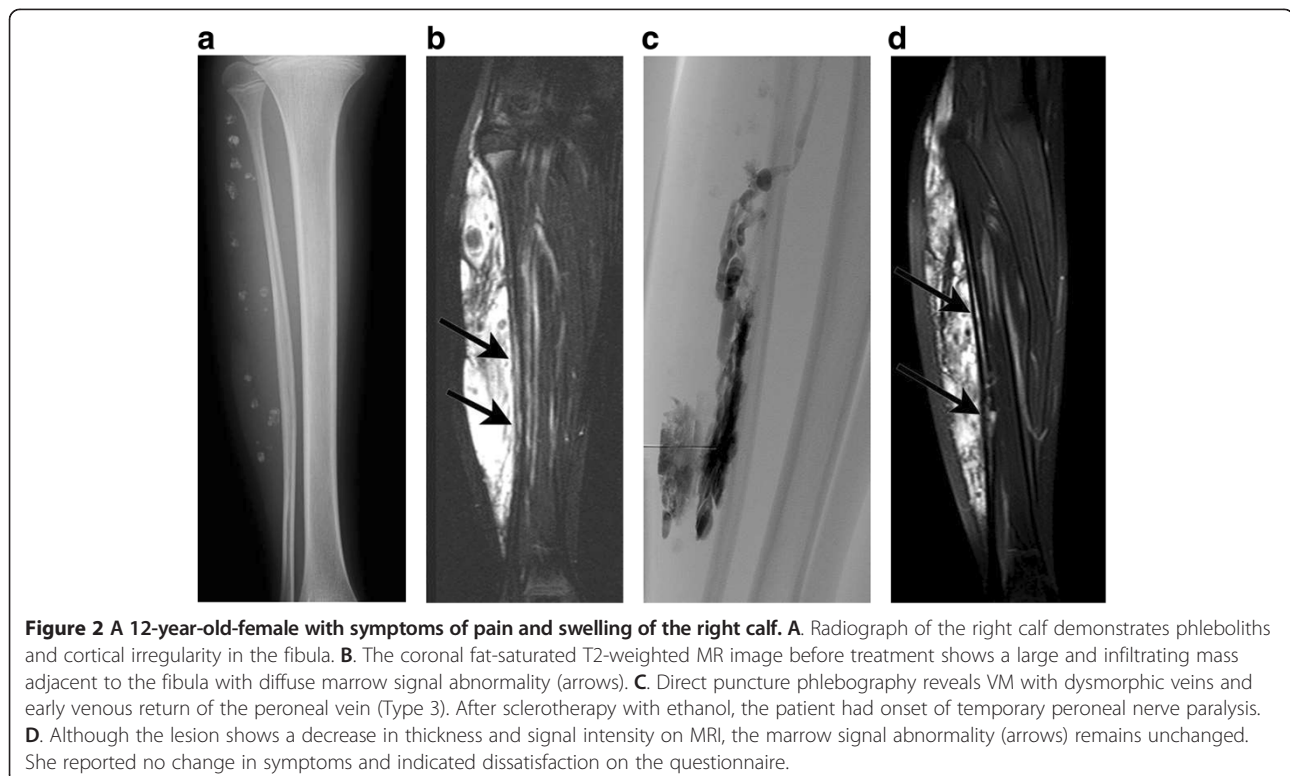 a b c d
Figure 2 A 12-year-old-female with symptoms of pain and swelling of the right calf. A. Radiograph of the right calf demonstrates phleboliths
and cortical irregularity in the fibula. B. The coronal fat-saturated T2-weighted MR image before treatment shows a large and infiltrating mass
adjacent to the fibula with diffuse marrow signal abnormality (arrows). C. Direct puncture phlebography reveals VM with dysmorphic veins and
early venous return of the peroneal vein (Type 3). After sclerotherapy with ethanol, the patient had onset of temporary peroneal nerve paralysis.
D. Although the lesion shows a decrease in thickness and signal intensity on MRI, the marrow signal abnormality (arrows) remains unchanged.
She reported no change in symptoms and indicated dissatisfaction on the questionnaire.